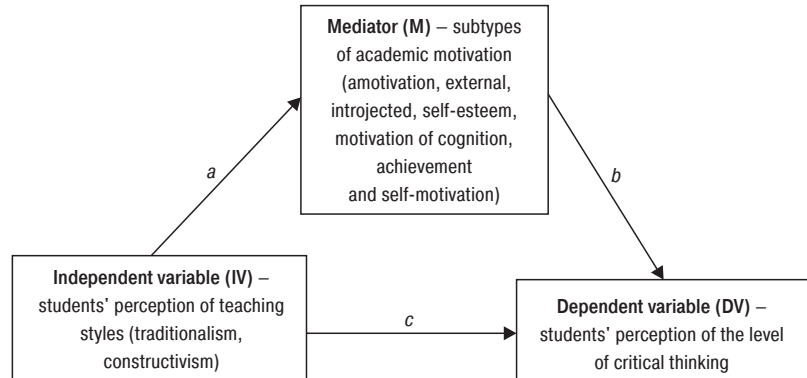 Mediator (M) – subtypes
of academic motivation
(amotivation, external,
introjected, self-esteem,
motivation of cognition,
achievement
and self-motivation)
a
b
Independent variable (IV) –
students' perception of teaching
styles (traditionalism,
constructivism)
c
Dependent variable (DV) –
students' perception of the level
of critical thinking